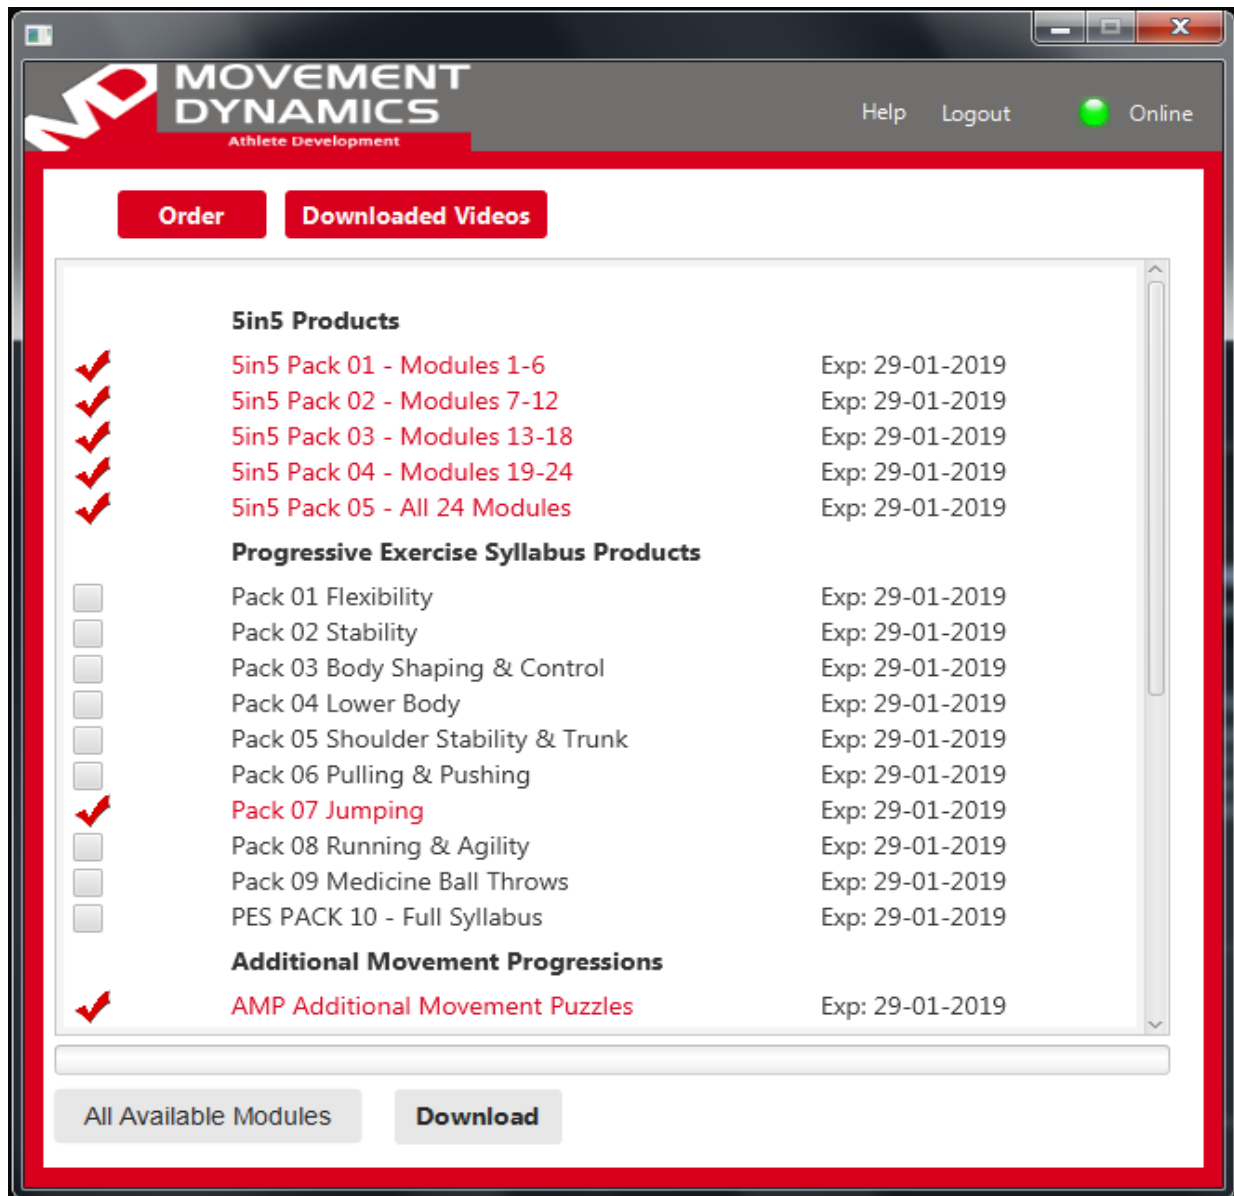 MOVEMENT
DYNAMICS
Athlete Development
Help Logout Online
Order Downloaded Videos
5in5 Products
5in5 Pack 01 - Modules 1-6 Exp: 29-01-2019
5in5 Pack 02 - Modules 7-12 Exp: 29-01-2019
5in5 Pack 03 - Modules 13-18 Exp: 29-01-2019
5in5 Pack 04 - Modules 19-24 Exp: 29-01-2019
5in5 Pack 05 - All 24 Modules Exp: 29-01-2019
Progressive Exercise Syllabus Products
Pack 01 Flexibility Exp: 29-01-2019
Pack 02 Stability Exp: 29-01-2019
Pack 03 Body Shaping & Control Exp: 29-01-2019
Pack 04 Lower Body Exp: 29-01-2019
Pack 05 Shoulder Stability & Trunk Exp: 29-01-2019
Pack 06 Pulling & Pushing Exp: 29-01-2019
Pack 07 Jumping Exp: 29-01-2019
Pack 08 Running & Agility Exp: 29-01-2019
Pack 09 Medicine Ball Throws Exp: 29-01-2019
PES PACK 10 - Full Syllabus Exp: 29-01-2019
Additional Movement Progressions
AMP Additional Movement Puzzles Exp: 29-01-2019
All Available Modules Download